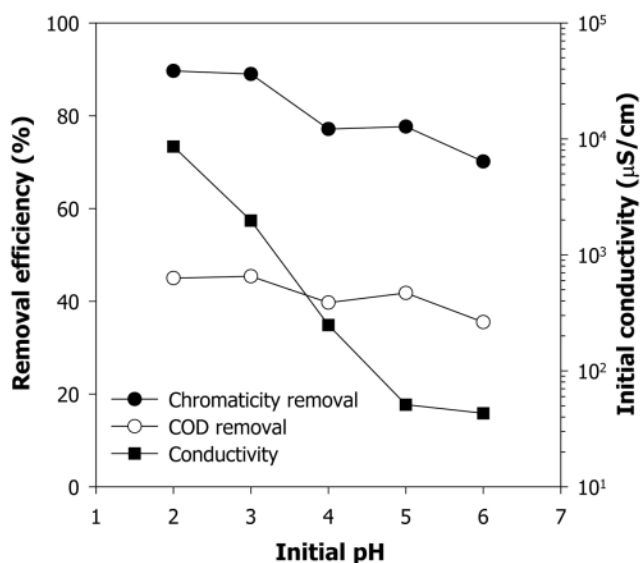 100
80
60
40
20
0
Removal efficiency (%)
10⁵
10⁴
10³
10²
10¹
Initial conductivity (μS/cm)
Chromaticity removal
COD removal
Conductivity
1 2 3 4 5 6 7
Initial pH